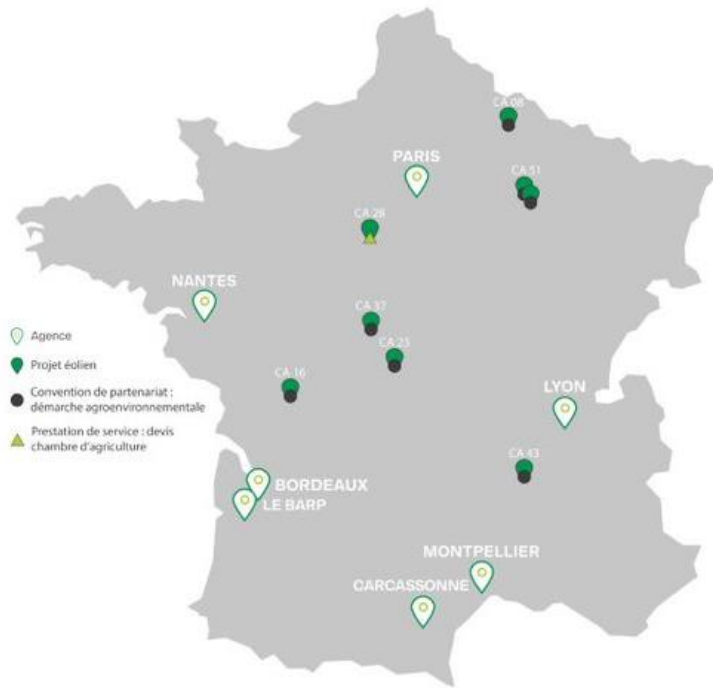 CA 08
PARIS
CA 51
CA 28
NANTES
CA 37
CA 23
CA 16
LYON
CA 43
BORDEAUX
LE BARP
MONTPELLIER
CARCASSONNE
Agence
Projet éolien
Convention de partenariat :
démarche agroenvironnementale
Prestation de service : devis
chambre d'agriculture